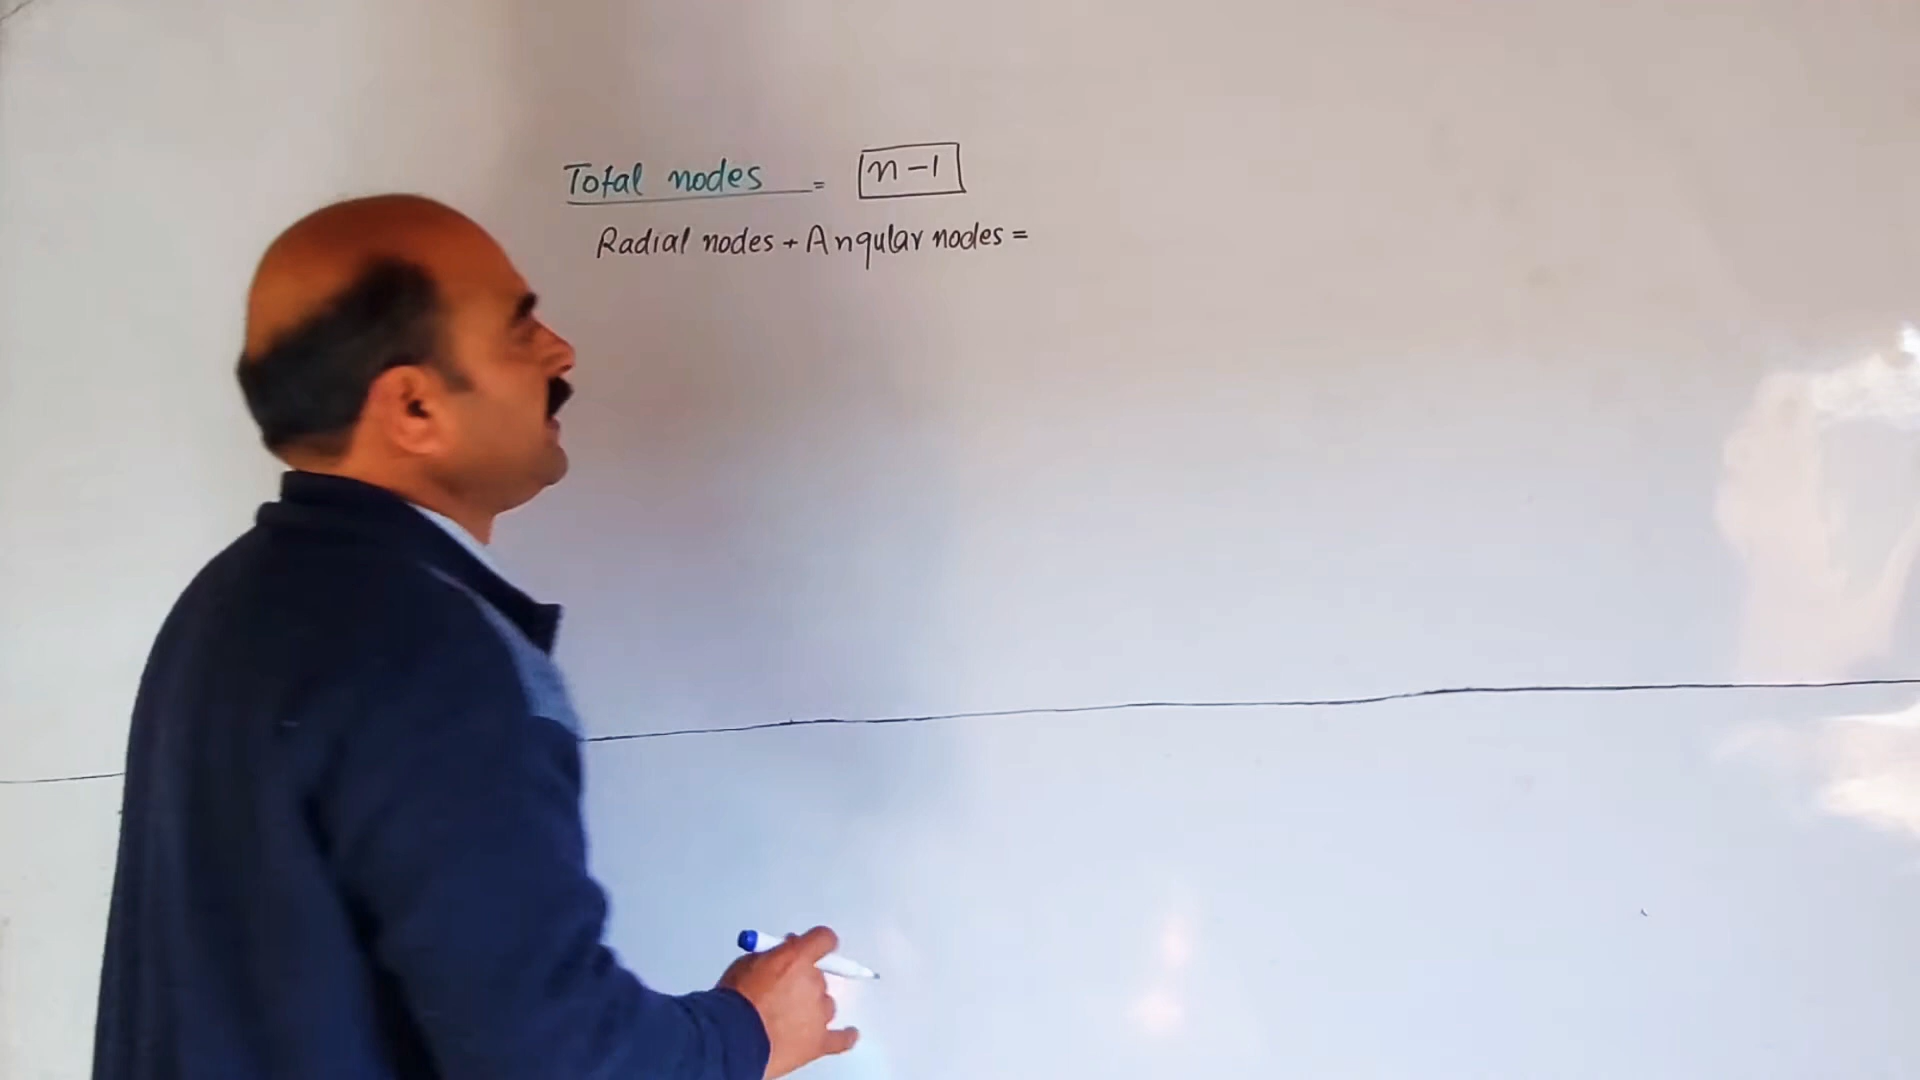 Total nodes = n-1
Radial nodes + Angular nodes =